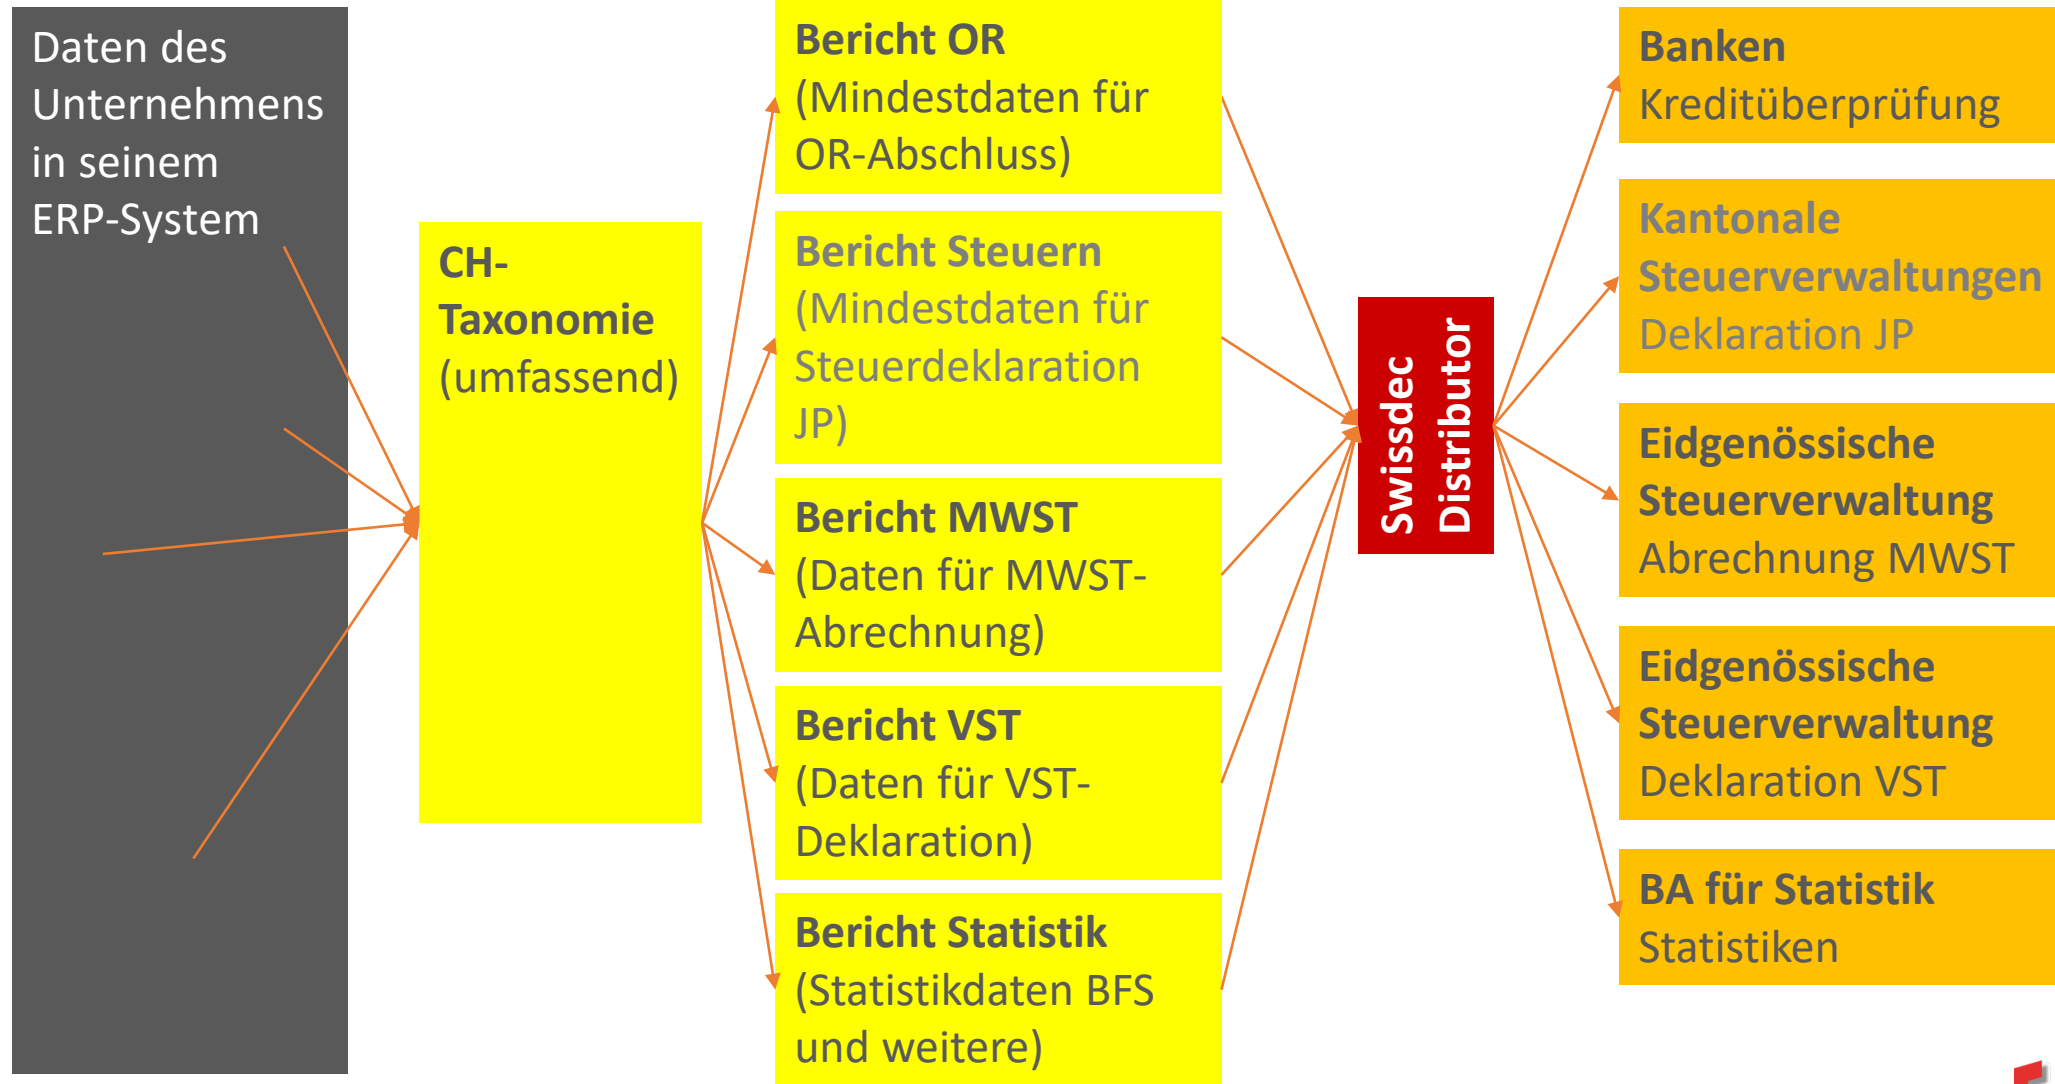 Daten des
Unternehmens
in seinem
ERP-System
CH-
Taxonomie
(umfassend)
Bericht OR
(Mindestdaten für
OR-Abschluss)
Bericht Steuern
(Mindestdaten für
Steuerdeklaration
JP)
Bericht MWST
(Daten für MWST-
Abrechnung)
Bericht VST
(Daten für VST-
Deklaration)
Bericht Statistik
(Statistikdaten BFS
und weitere)
Swissdec
Distributor
Banken
Kreditüberprüfung
Kantonale
Steuerverwaltungen
Deklaration JP
Eidgenössische
Steuerverwaltung
Abrechnung MWST
Eidgenössische
Steuerverwaltung
Deklaration VST
BA für Statistik
Statistiken